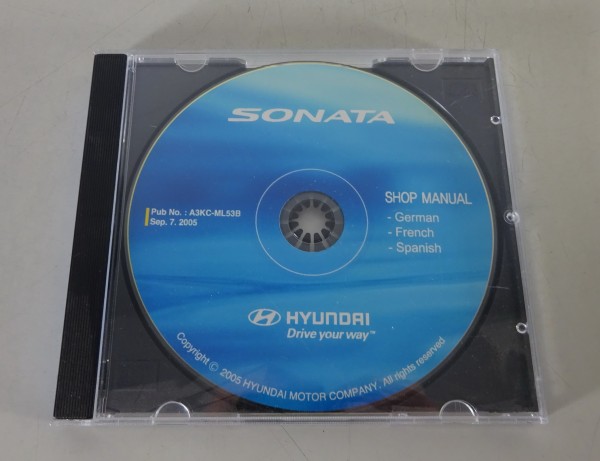 SONATA
Pub No. : A3KC-ML53B
Sep. 7. 2005
SHOP MANUAL
- German
- French
- Spanish
HYUNDAI
Drive your way™
Copyright © 2005 HYUNDAI MOTOR COMPANY. All rights reserved